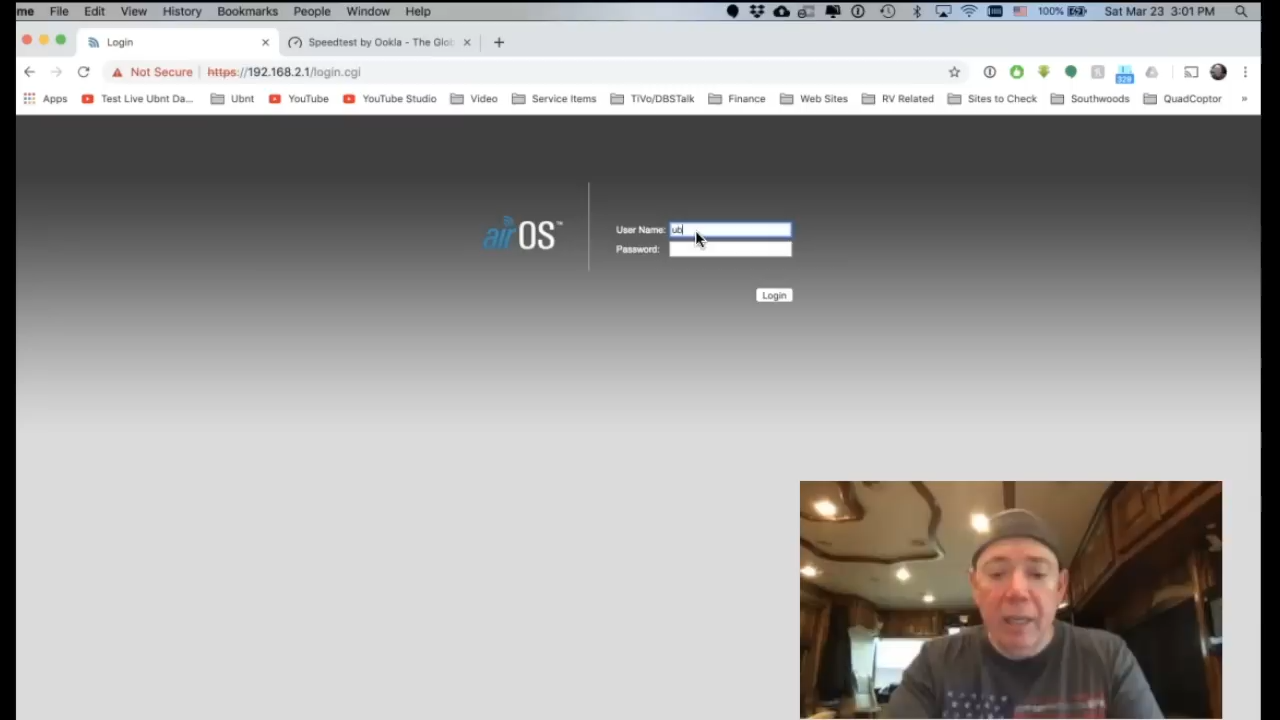 me File Edit View History Bookmarks People Window Help 100% Sat Mar 23 3:01 PM
Login Speedtest by Ookla - The Glo
Not Secure https://192.168.2.1/login.cgi
Apps Test Live Ubnt Da... Ubnt YouTube YouTube Studio Video Service Items TiVo/DBSTalk Finance Web Sites RV Related Sites to Check Southwoods QuadCoptor »
329
airOS™
User Name: ub
Password:
Login